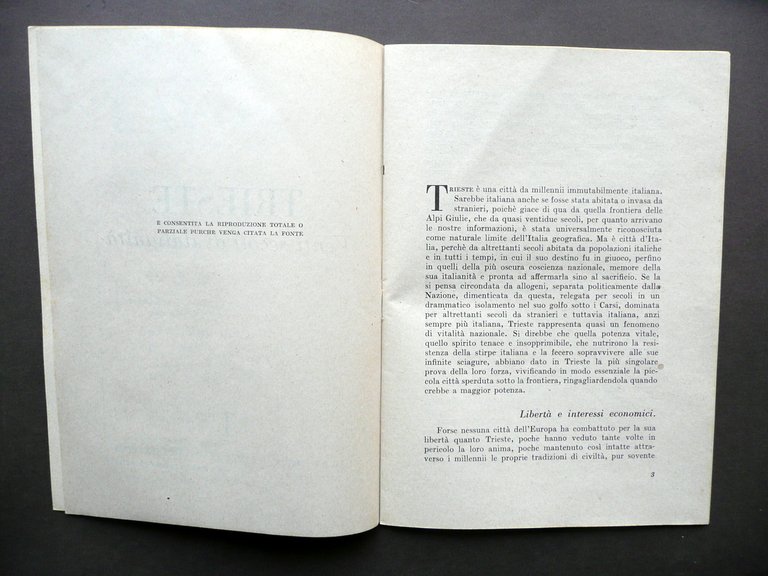 È CONSENTITA LA RIPRODUZIONE TOTALE O
PARZIALE PURCHÈ VENGA CITATA LA FONTE
TRIESTE è una città da millenni immutabilmente italiana.
Sarebbe italiana anche se fosse stata abitata o invasa da
stranieri, poichè giace di qua da quella frontiera delle
Alpi Giulie, che da quasi ventidue secoli, per quanto arrivano
le nostre informazioni, è stata universalmente riconosciuta
come naturale limite dell'Italia geografica. Ma è città d'Ita-
lia, perchè da altrettanti secoli abitata da popolazioni italiche
e in tutti i tempi, in cui il suo destino fu in giuoco, perfino
in quelli della più oscura coscienza nazionale, memore della
sua italianità e pronta ad affermarla sino al sacrificio. Se la
si pensa circondata da allogeni, separata politicamente dalla
Nazione, dimenticata da questa, relegata per secoli in un
drammatico isolamento nel suo golfo sotto i Carsi, dominata
per altrettanti secoli da stranieri e tuttavia italiana, anzi
sempre più italiana, Trieste rappresenta quasi un fenomeno
di vitalità nazionale. Si direbbe che quella potenza vitale,
quello spirito tenace e insopprimibile, che nutrirono la resi-
stenza della stirpe italiana e la fecero sopravvivere alle sue
infinite sciagure, abbiano dato in Trieste la più singolare
prova della loro forza, vivificando in modo essenziale la pic-
cola città sperduta sotto la frontiera, ringagliardendola quando
crebbe a maggior potenza.
Libertà e interessi economici.
Forse nessuna città dell'Europa ha combattuto per la sua
libertà quanto Trieste, poche hanno veduto tante volte in
pericolo la loro anima, poche mantenuto così intatte attra-
verso i millenni le proprie tradizioni di civiltà, pur sovente
3
TRIESTE